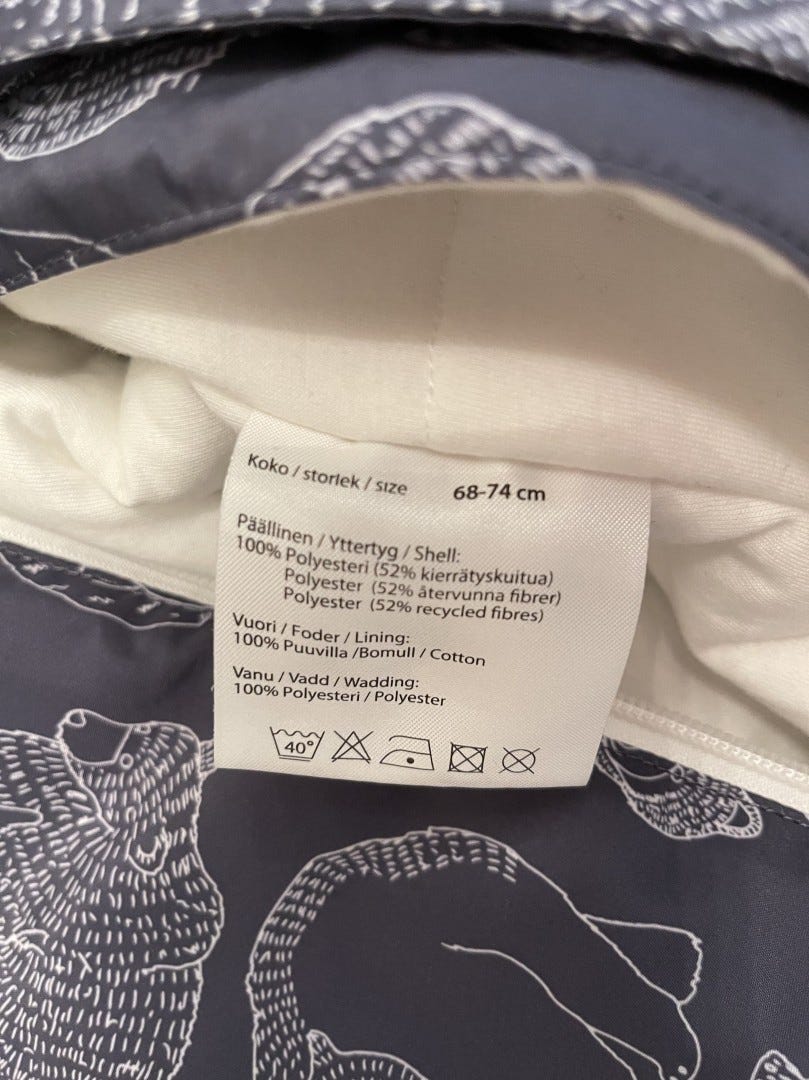 Koko / storlek / size 68-74 cm
Päällinen / Yttertyg / Shell:
100% Polyesteri (52% kierrätyskuitua)
Polyester (52% återvunna fibrer)
Polyester (52% recycled fibres)
Vuori / Foder / Lining:
100% Puuvilla /Bomull / Cotton
Vanu / Vadd / Wadding:
100% Polyesteri / Polyester
40°